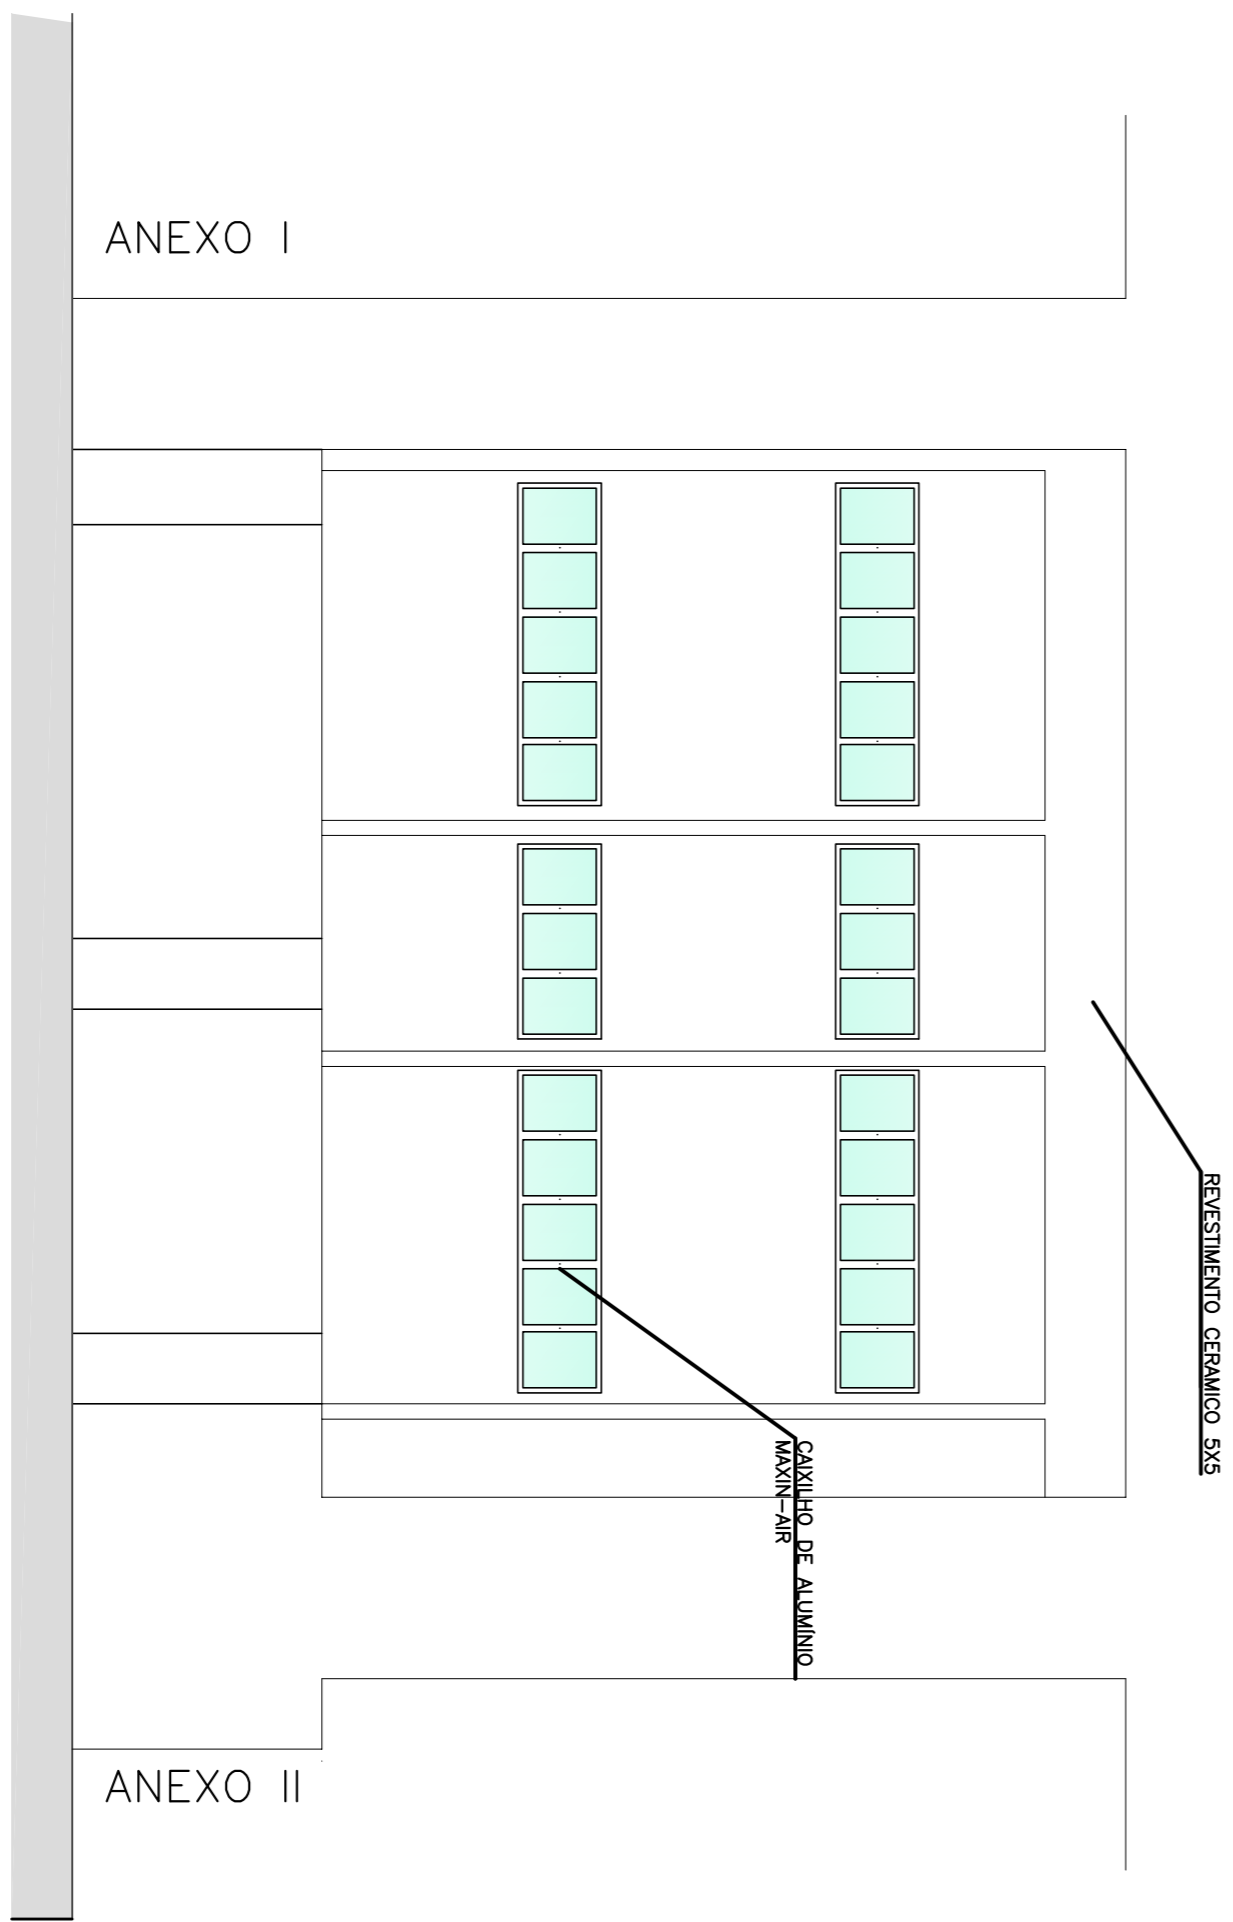 ANEXO I
REVESTIMENTO CERAMICO 5X5
CAIXILHO DE ALUMÍNIO
MAXIN-AIR
ANEXO II